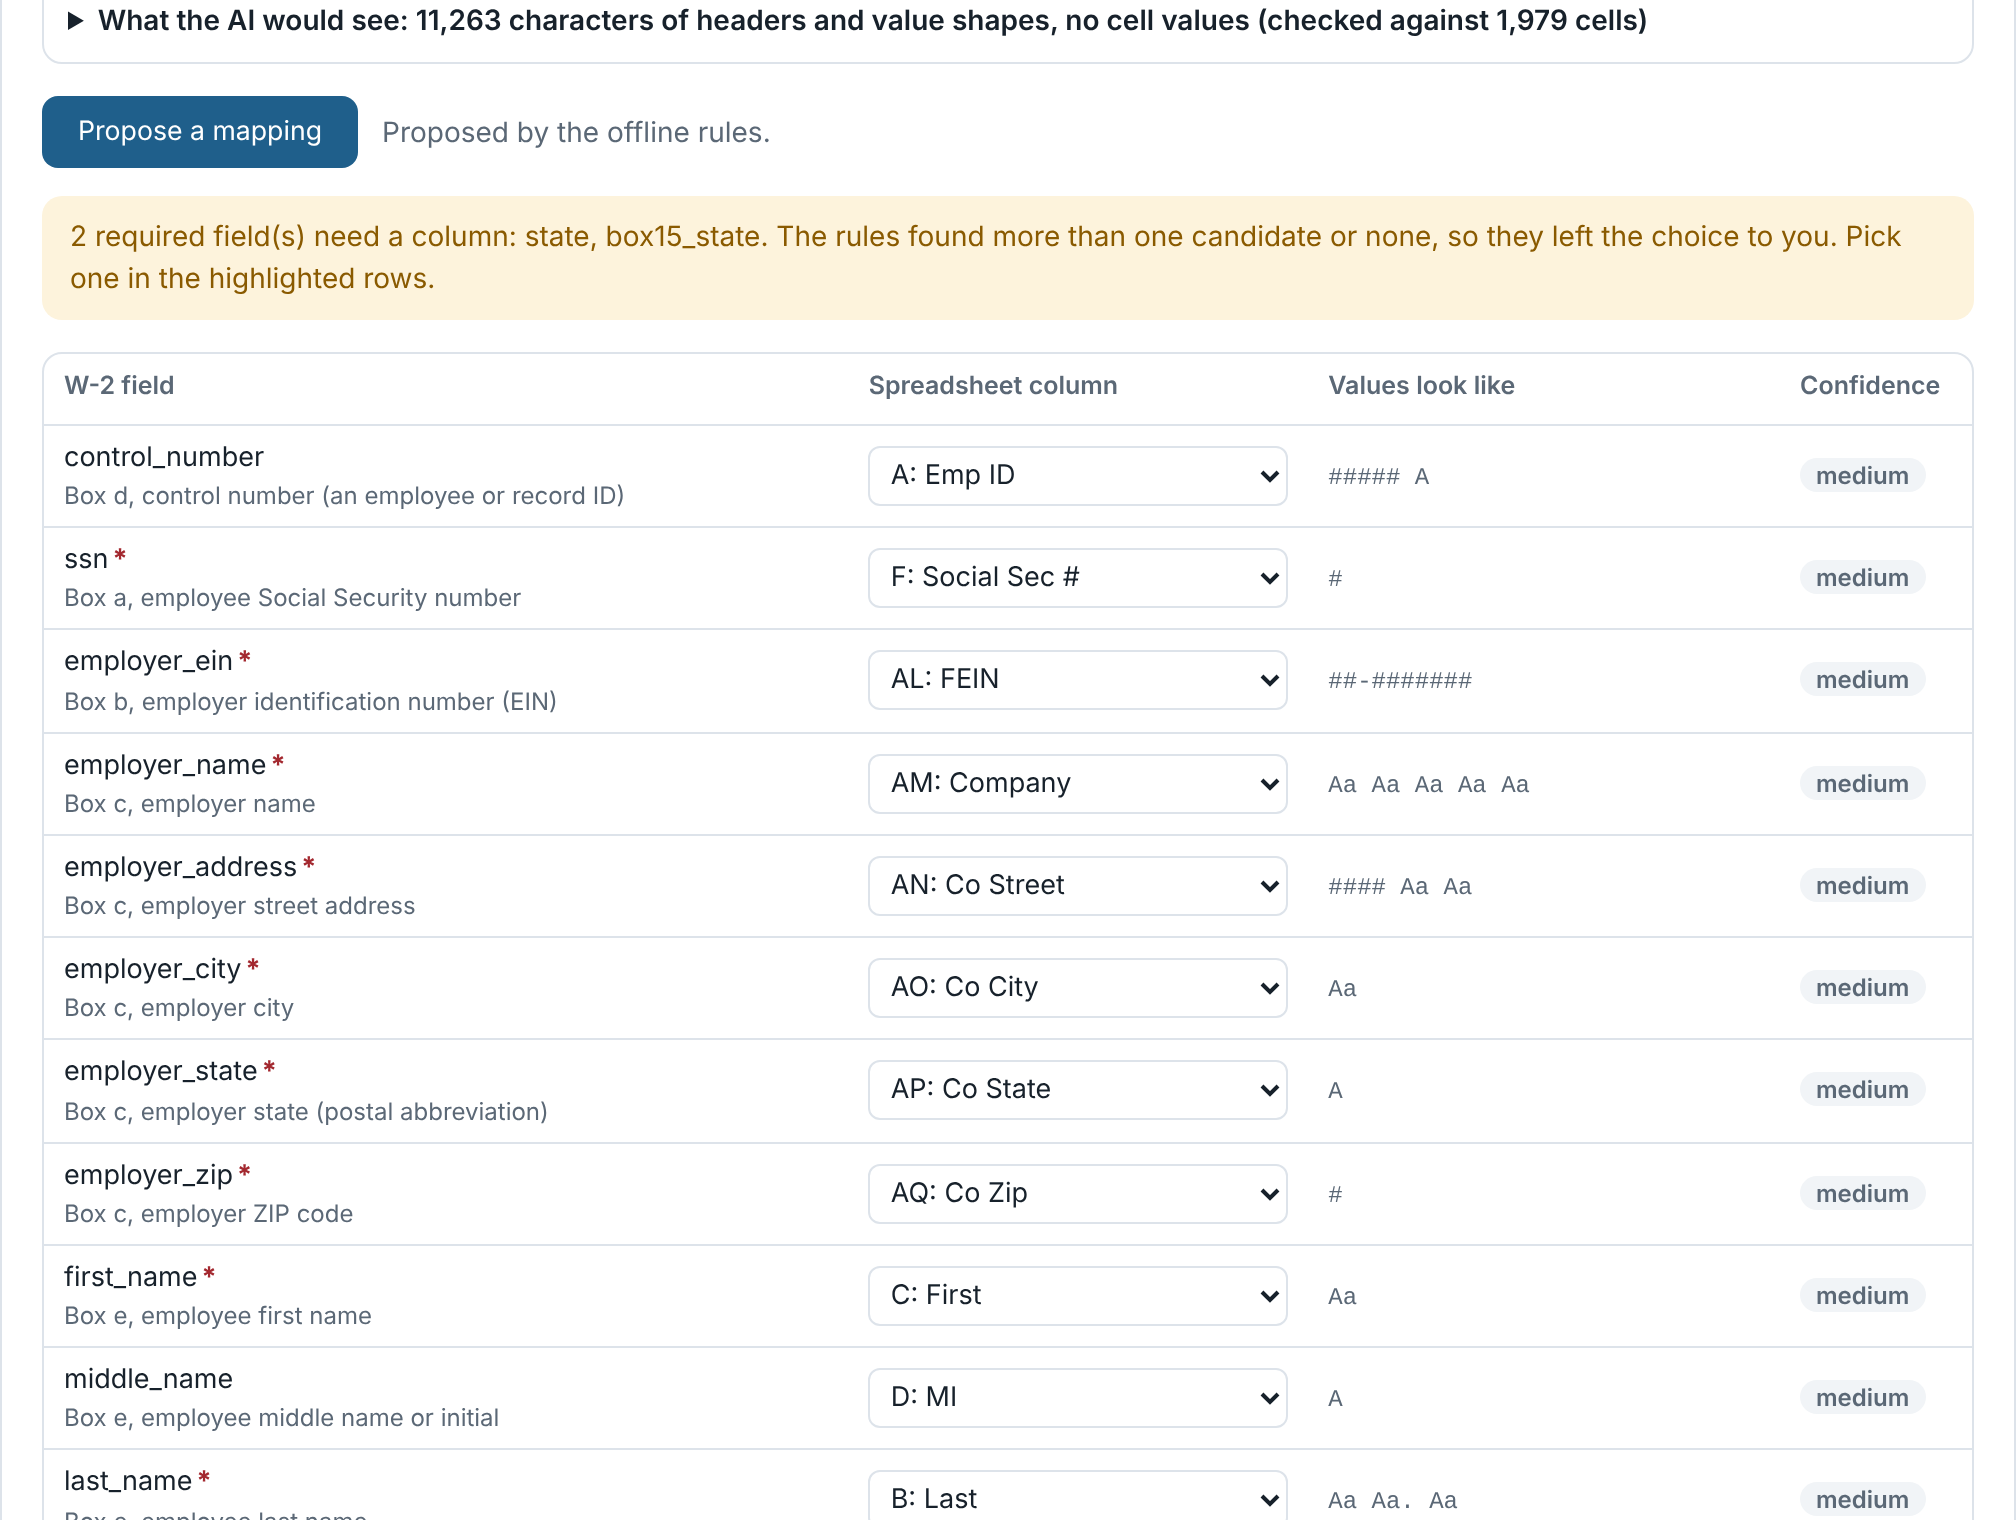 ▶ What the AI would see: 11,263 characters of headers and value shapes, no cell values (checked against 1,979 cells)
Propose a mapping Proposed by the offline rules.
2 required field(s) need a column: state, box15_state. The rules found more than one candidate or none, so they left the choice to you. Pick
one in the highlighted rows.
W-2 field Spreadsheet column Values look like Confidence
control_number
Box d, control number (an employee or record ID)
A: Emp ID ##### A medium
ssn *
Box a, employee Social Security number
F: Social Sec # # medium
employer_ein *
Box b, employer identification number (EIN)
AL: FEIN ##-####### medium
employer_name *
Box c, employer name
AM: Company Aa Aa Aa Aa Aa medium
employer_address *
Box c, employer street address
AN: Co Street #### Aa Aa medium
employer_city *
Box c, employer city
AO: Co City Aa medium
employer_state *
Box c, employer state (postal abbreviation)
AP: Co State A medium
employer_zip *
Box c, employer ZIP code
AQ: Co Zip # medium
first_name *
Box e, employee first name
C: First Aa medium
middle_name
Box e, employee middle name or initial
D: MI A medium
last_name *
Box e, employee last name
B: Last Aa Aa. Aa medium